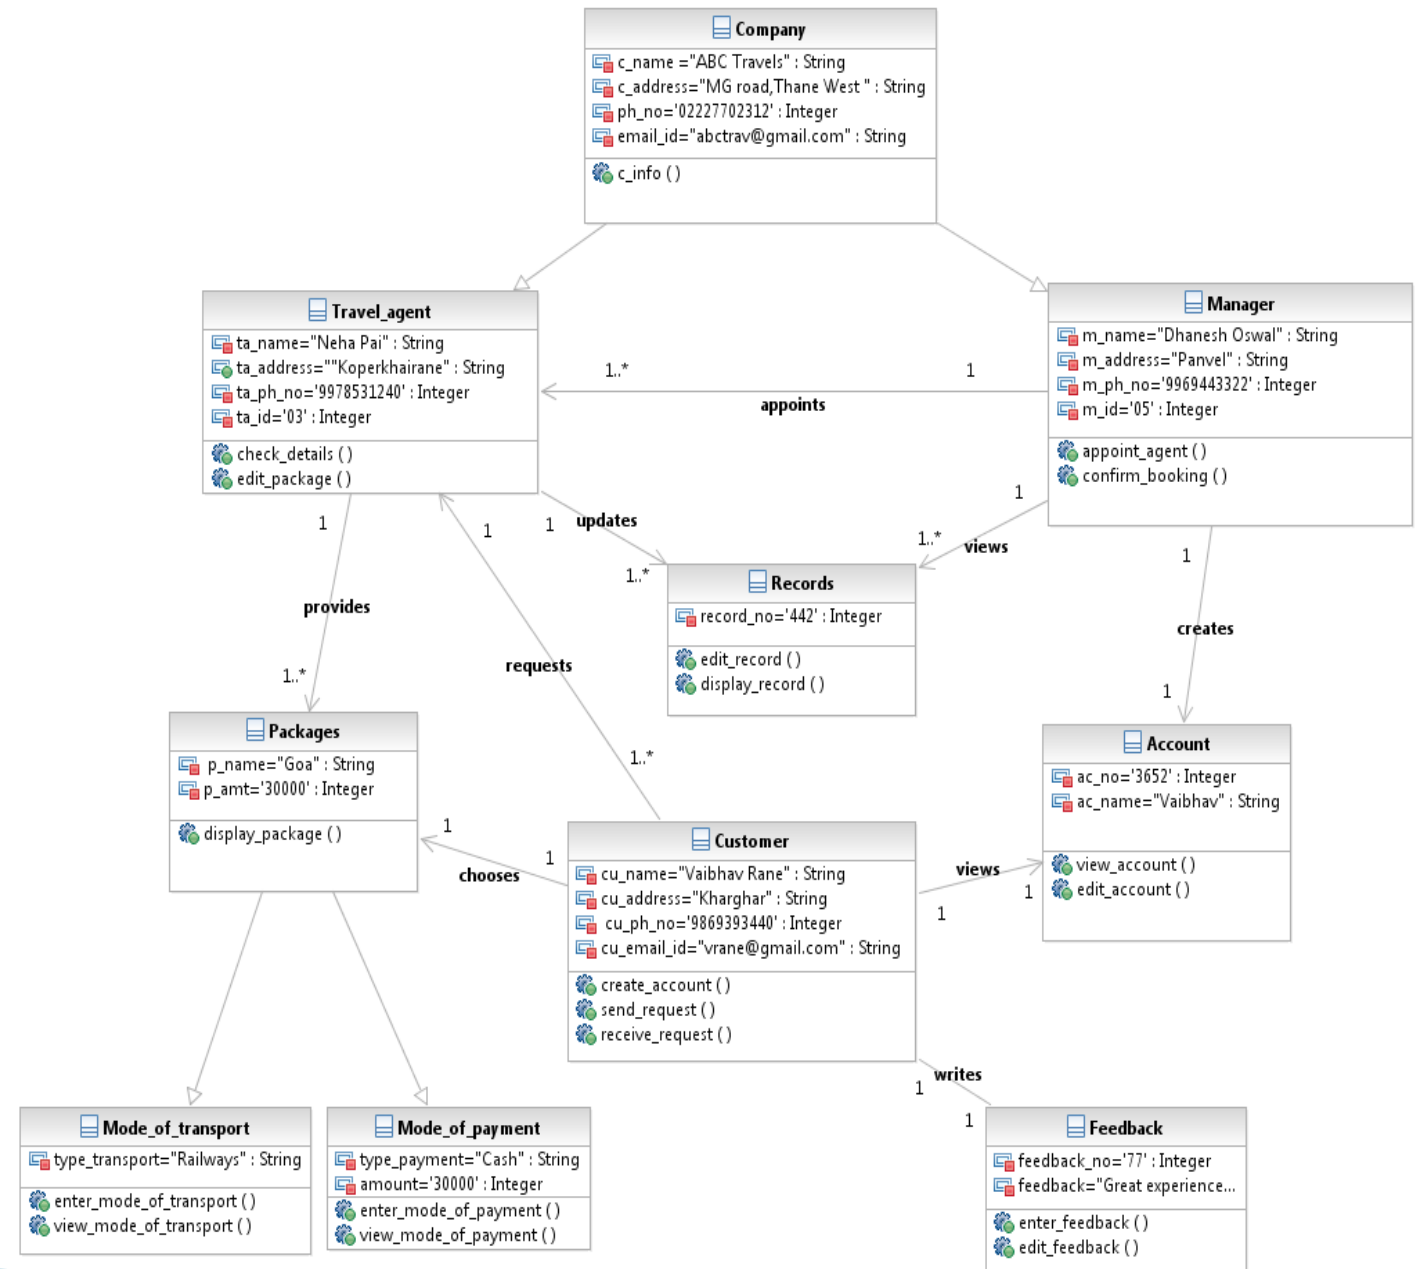 Company
c_name ="ABC Travels" : String
c_address="MG road,Thane West " : String
ph_no='02227702312' : Integer
email_id="abctrav@gmail.com" : String
c_info ( )
Travel_agent
ta_name="Neha Pai" : String
ta_address=""Koperkhairane" : String
ta_ph_no='9978531240' : Integer
ta_id='03' : Integer
check_details ( )
edit_package ( )
Manager
m_name="Dhanesh Oswal" : String
m_address="Panvel" : String
m_ph_no='9969443322' : Integer
m_id='05' : Integer
appoint_agent ( )
confirm_booking ( )
1..*
1
appoints
1
1
1
updates
1..*
1
1..*
views
1
provides
1..*
requests
1..*
creates
1
Records
record_no='442' : Integer
edit_record ( )
display_record ( )
Packages
p_name="Goa" : String
p_amt='30000' : Integer
display_package ( )
Account
ac_no='3652' : Integer
ac_name="Vaibhav" : String
view_account ( )
edit_account ( )
1
1
chooses
Customer
cu_name="Vaibhav Rane" : String
cu_address="Kharghar" : String
cu_ph_no='9869393440' : Integer
cu_email_id="vrane@gmail.com" : String
create_account ( )
send_request ( )
receive_request ( )
views
1
1
writes
1
1
Mode_of_transport
type_transport="Railways" : String
enter_mode_of_transport ( )
view_mode_of_transport ( )
Mode_of_payment
type_payment="Cash" : String
amount='30000' : Integer
enter_mode_of_payment ( )
view_mode_of_payment ( )
Feedback
feedback_no='77' : Integer
feedback="Great experience...
enter_feedback ( )
edit_feedback ( )